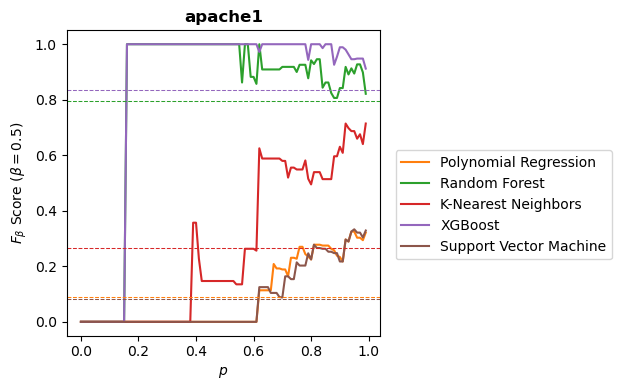 apache1
1.0
0.8
0.6
0.4
0.2
0.0
F_β Score (β = 0.5)
0.0 0.2 0.4 0.6 0.8 1.0
p
Polynomial Regression
Random Forest
K-Nearest Neighbors
XGBoost
Support Vector Machine